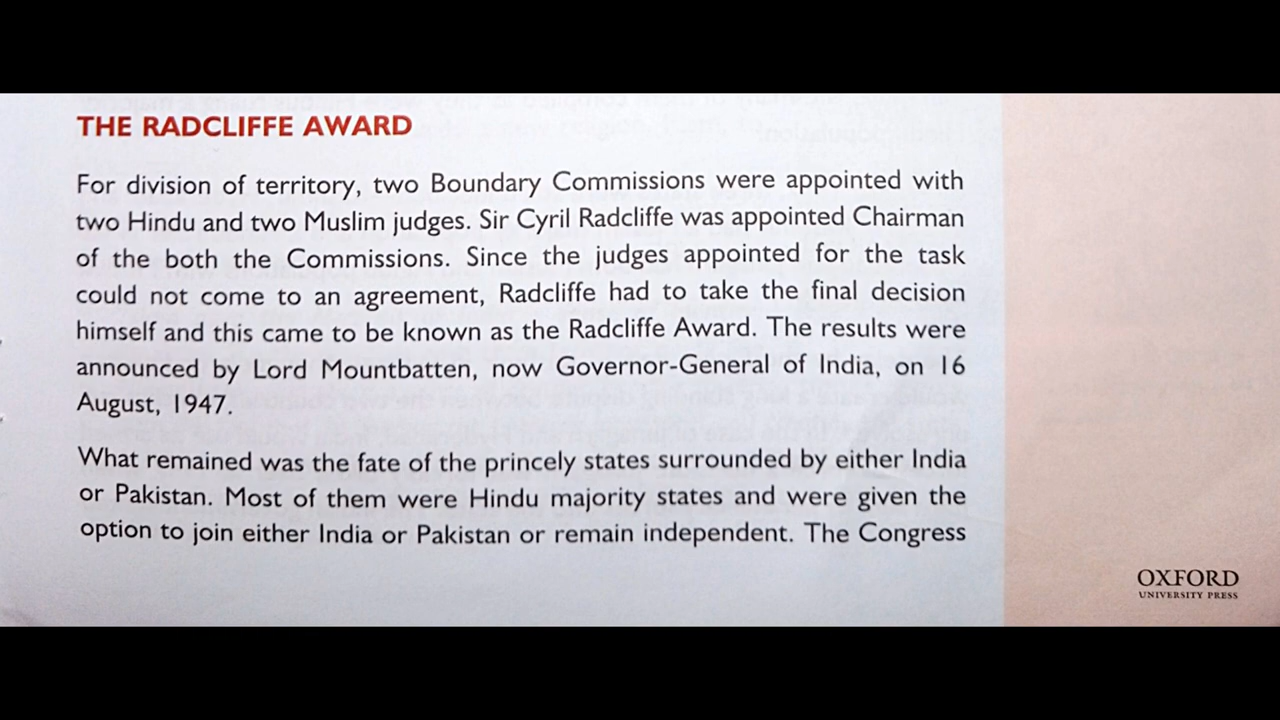 THE RADCLIFFE AWARD
For division of territory, two Boundary Commissions were appointed with
two Hindu and two Muslim judges. Sir Cyril Radcliffe was appointed Chairman
of the both the Commissions. Since the judges appointed for the task
could not come to an agreement, Radcliffe had to take the final decision
himself and this came to be known as the Radcliffe Award. The results were
announced by Lord Mountbatten, now Governor-General of India, on 16
August, 1947.
What remained was the fate of the princely states surrounded by either India
or Pakistan. Most of them were Hindu majority states and were given the
option to join either India or Pakistan or remain independent. The Congress
OXFORD
UNIVERSITY PRESS